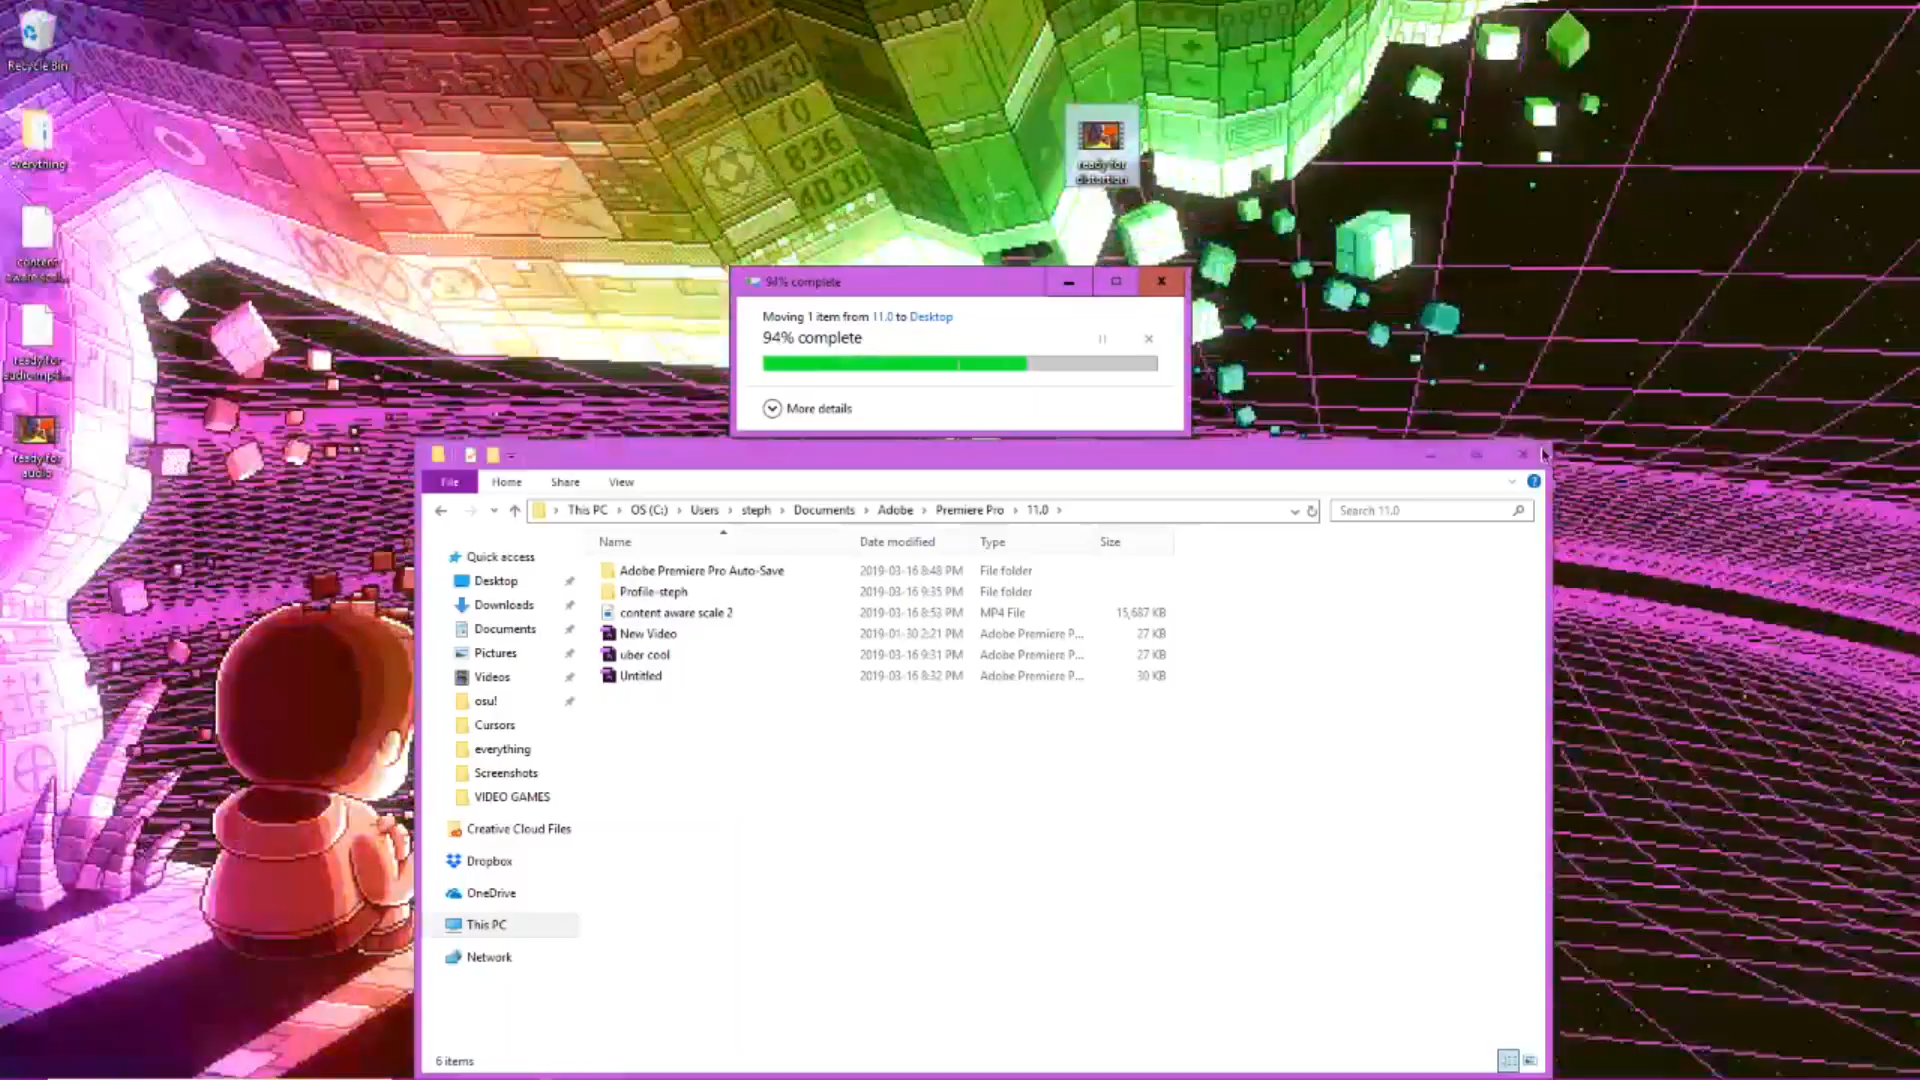 Recycle Bin
everything
content
aware scal...
ready for
audio.mp4...
ready for
audio
ready for
distortion
70
836
4030
94% complete
Moving 1 item from 11.0 to Desktop
94% complete
More details
File Home Share View
This PC > OS (C:) > Users > steph > Documents > Adobe > Premiere Pro > 11.0 >
Search 11.0
Name Date modified Type Size
Adobe Premiere Pro Auto-Save 2019-03-16 8:48 PM File folder
Profile-steph 2019-03-16 9:35 PM File folder
content aware scale 2 2019-03-16 8:53 PM MP4 File 15,687 KB
New Video 2019-01-30 2:21 PM Adobe Premiere P... 27 KB
uber cool 2019-03-16 9:31 PM Adobe Premiere P... 27 KB
Untitled 2019-03-16 8:32 PM Adobe Premiere P... 30 KB
Quick access
Desktop
Downloads
Documents
Pictures
Videos
osu!
Cursors
everything
Screenshots
VIDEO GAMES
Creative Cloud Files
Dropbox
OneDrive
This PC
Network
6 items